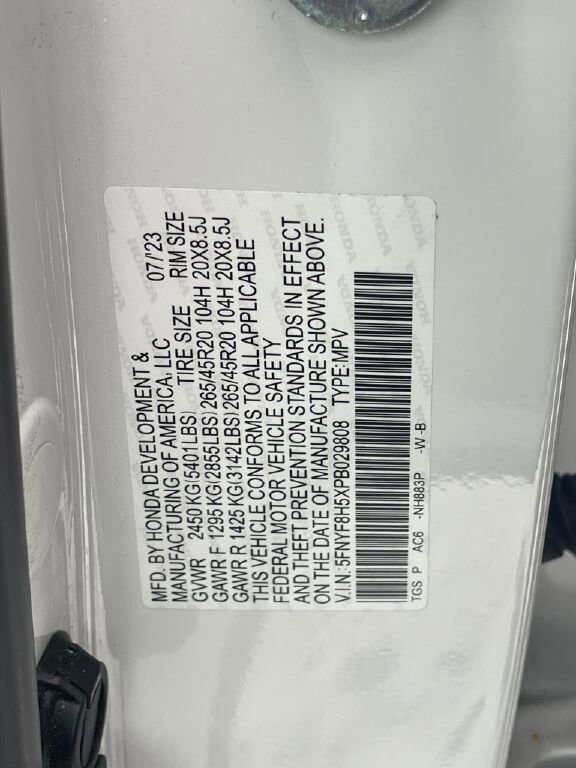 MFD. BY HONDA DEVELOPMENT & 07/'23
MANUFACTURING OF AMERICA, LLC
GVWR 2450 KG(5401LBS) TIRE SIZE RIM SIZE
GAWR F 1295 KG(2855LBS)265/45R20 104H 20X8.5J
GAWR R 1425 KG(3142LBS)265/45R20 104H 20X8.5J
THIS VEHICLE CONFORMS TO ALL APPLICABLE
FEDERAL MOTOR VEHICLE SAFETY
AND THEFT PREVENTION STANDARDS IN EFFECT
ON THE DATE OF MANUFACTURE SHOWN ABOVE.
V.I.N.:5FNYF8H5XPB029808 TYPE:MPV
TGS P AC6 -NH883P -W -B